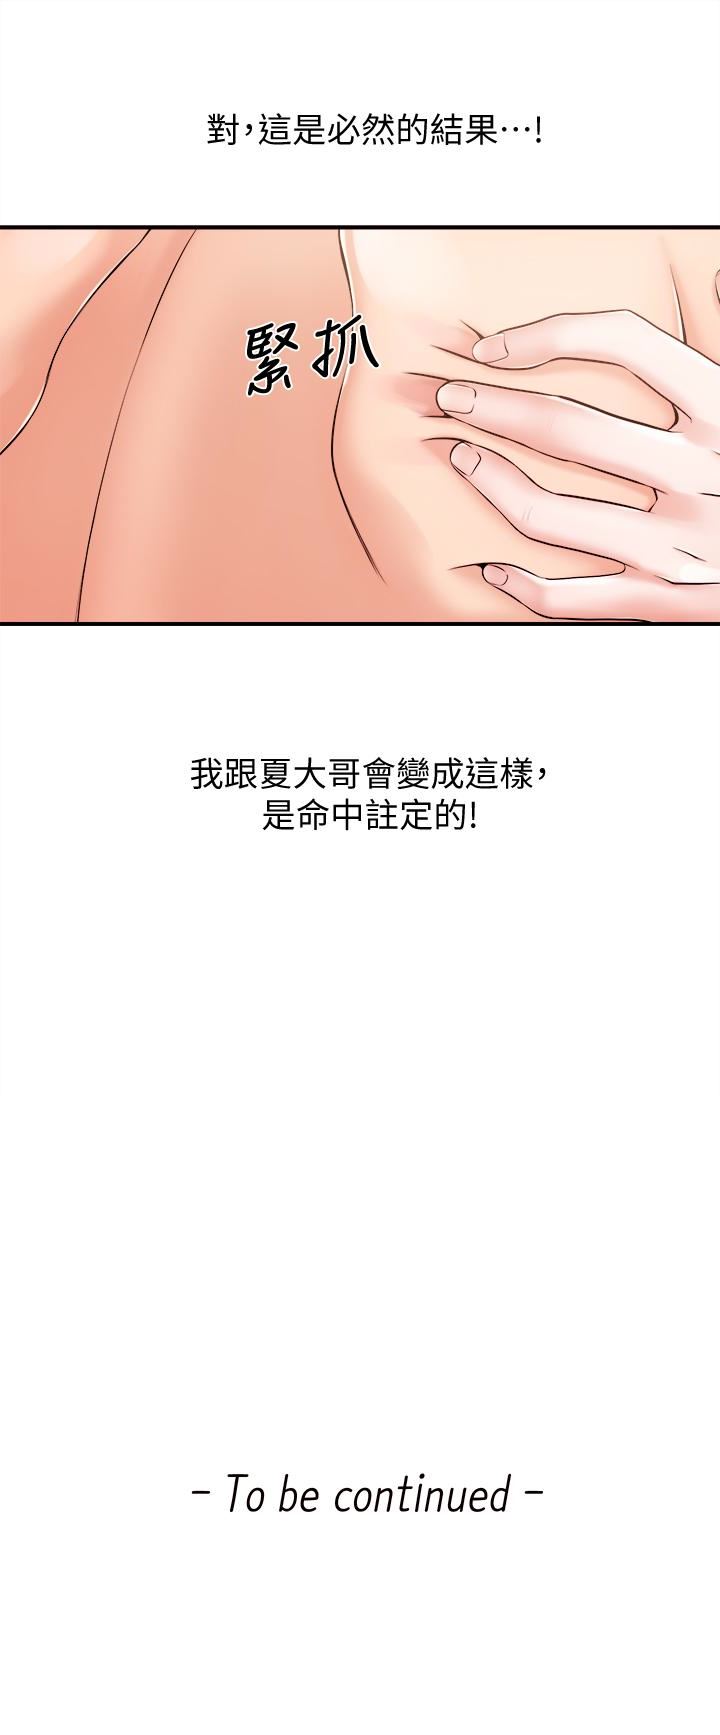 對,這是必然的結果⋯!
緊抓
我跟夏大哥會變成這樣,
是命中註定的!
- To be continued -